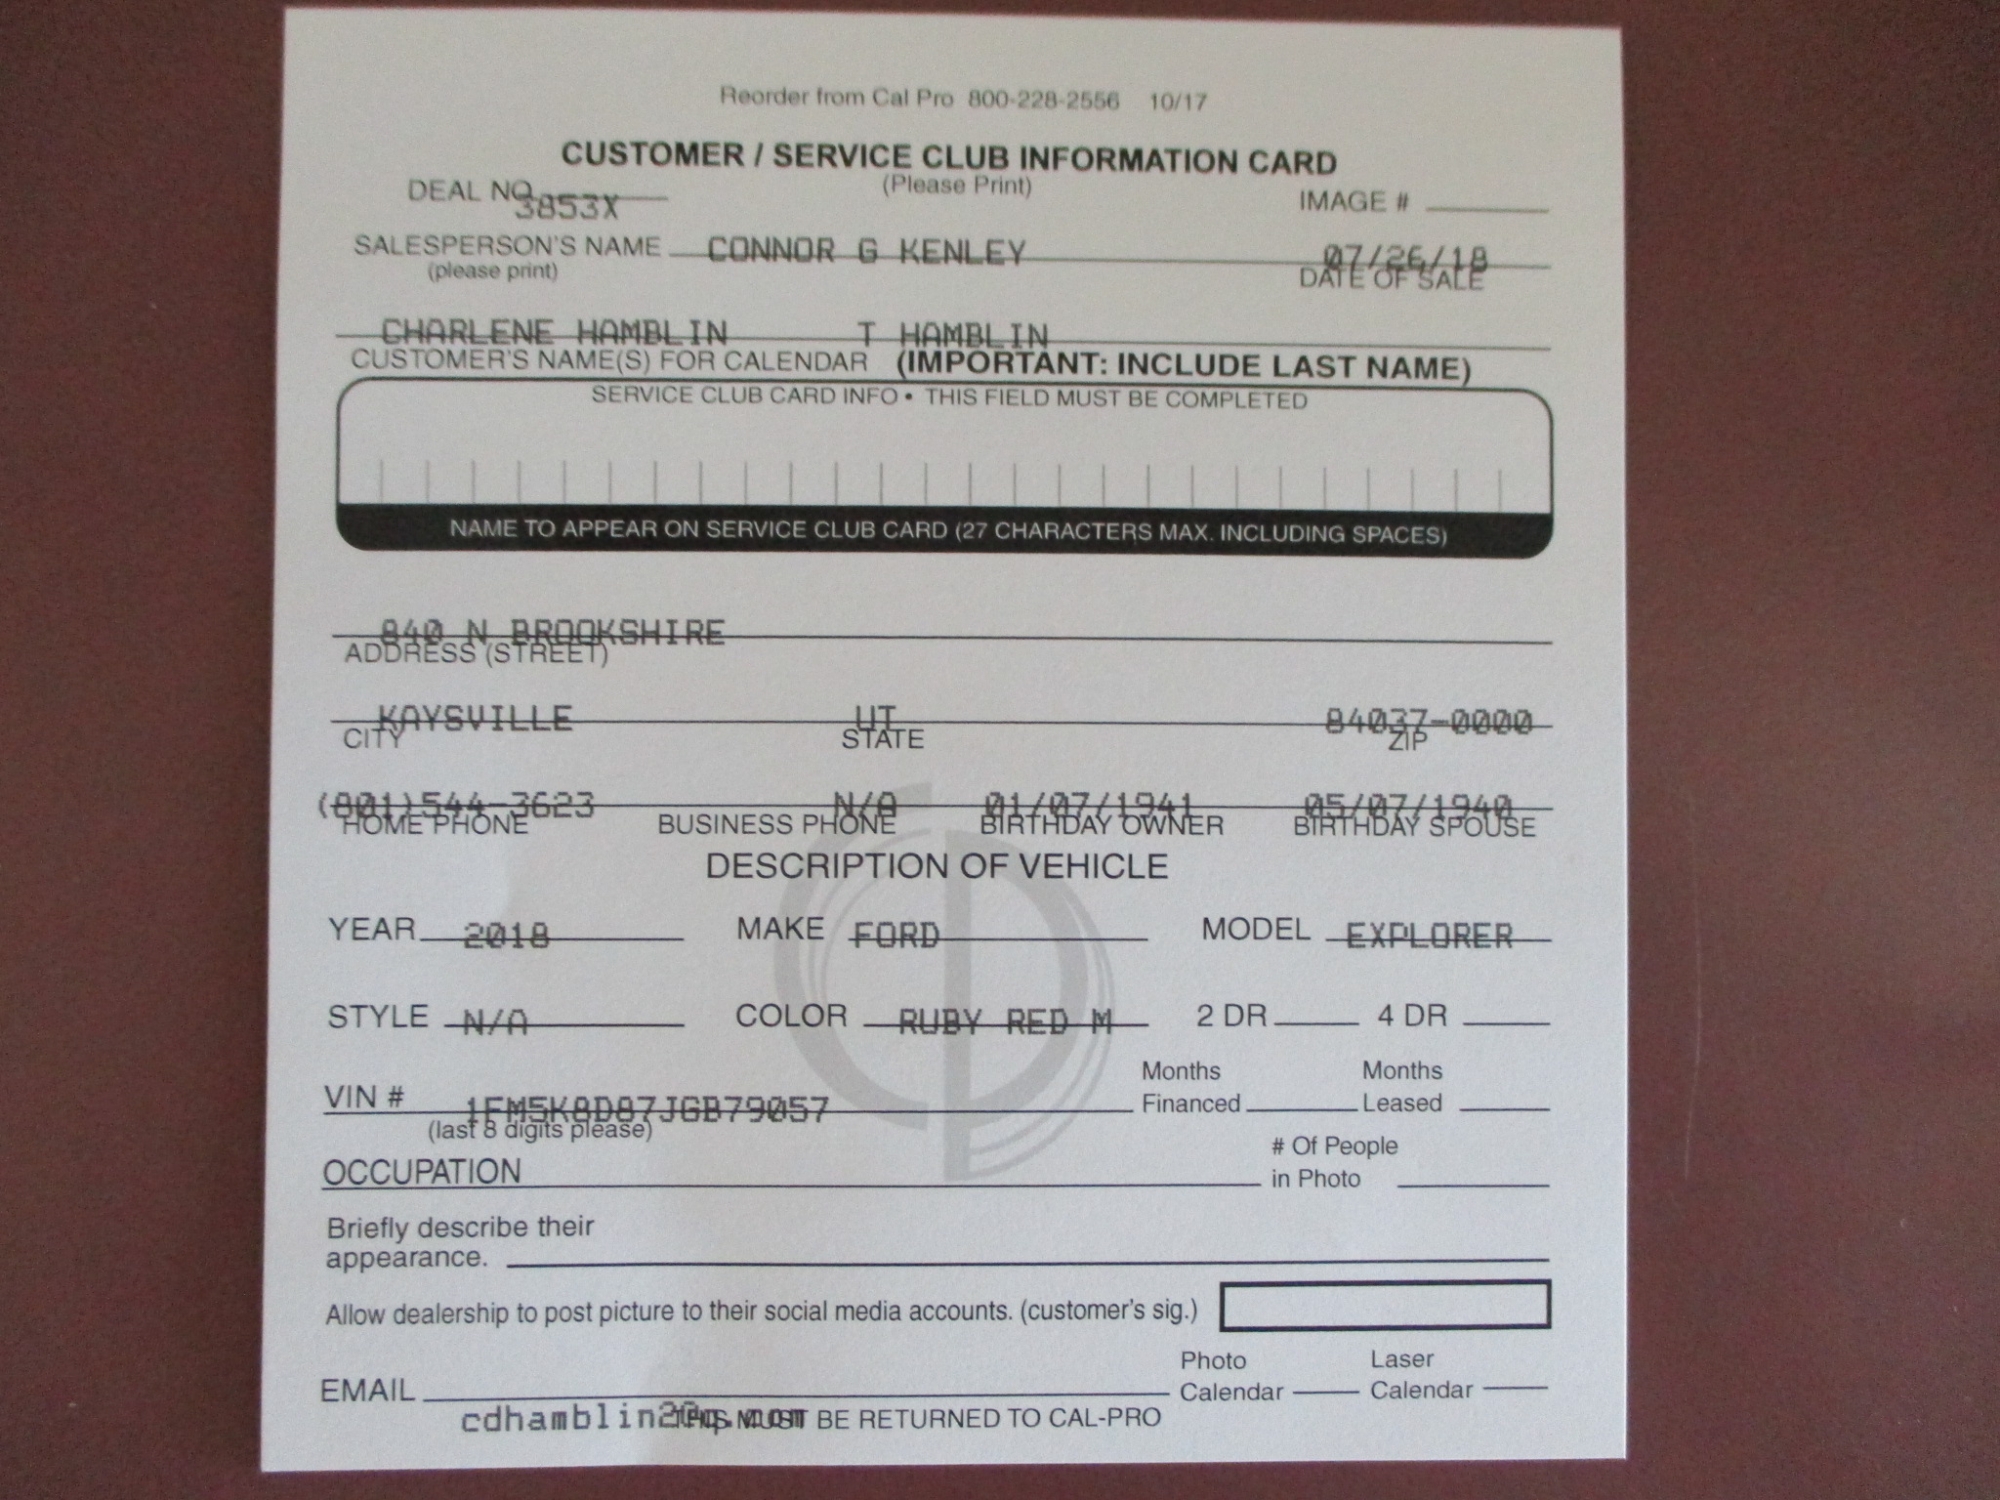 Reorder from Cal Pro 800-228-2556 10/17
CUSTOMER / SERVICE CLUB INFORMATION CARD
(Please Print)
DEAL NO. 3853X IMAGE #
SALESPERSON'S NAME CONNOR G KENLEY 07/26/18
(please print) DATE OF SALE
CHARLENE HAMBLIN T HAMBLIN
CUSTOMER'S NAME(S) FOR CALENDAR (IMPORTANT: INCLUDE LAST NAME)
SERVICE CLUB CARD INFO • THIS FIELD MUST BE COMPLETED
NAME TO APPEAR ON SERVICE CLUB CARD (27 CHARACTERS MAX. INCLUDING SPACES)
840 N BROOKSHIRE
ADDRESS (STREET)
KAYSVILLE UT 84037-0000
CITY STATE ZIP
(801)544-3623 N/A 01/07/1941 05/07/1940
HOME PHONE BUSINESS PHONE BIRTHDAY OWNER BIRTHDAY SPOUSE
DESCRIPTION OF VEHICLE
YEAR 2018 MAKE FORD MODEL EXPLORER
STYLE N/A COLOR RUBY RED M 2 DR 4 DR
Months Months
VIN # 1FM5K8D87JGB79057 Financed Leased
(last 8 digits please)
# Of People
OCCUPATION in Photo
Briefly describe their
appearance.
Allow dealership to post picture to their social media accounts. (customer's sig.)
Photo Laser
EMAIL Calendar Calendar
cdhamblin2@q.com THIS MUST BE RETURNED TO CAL-PRO